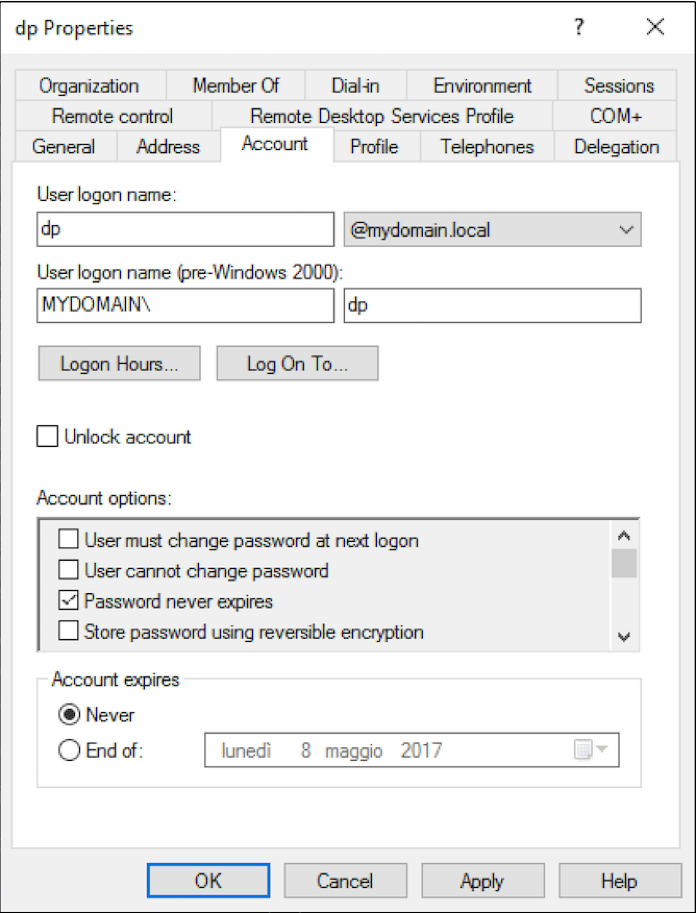 dp Properties
?
Organization Member Of Dial-in Environment Sessions
Remote control Remote Desktop Services Profile COM+
General Address Account Profile Telephones Delegation
User logon name:
dp @mydomain.local
User logon name (pre-Windows 2000):
MYDOMAIN\ dp
Logon Hours... Log On To...
Unlock account
Account options:
User must change password at next logon
User cannot change password
Password never expires
Store password using reversible encryption
Account expires
Never
End of: lunedì 8 maggio 2017
OK Cancel Apply Help